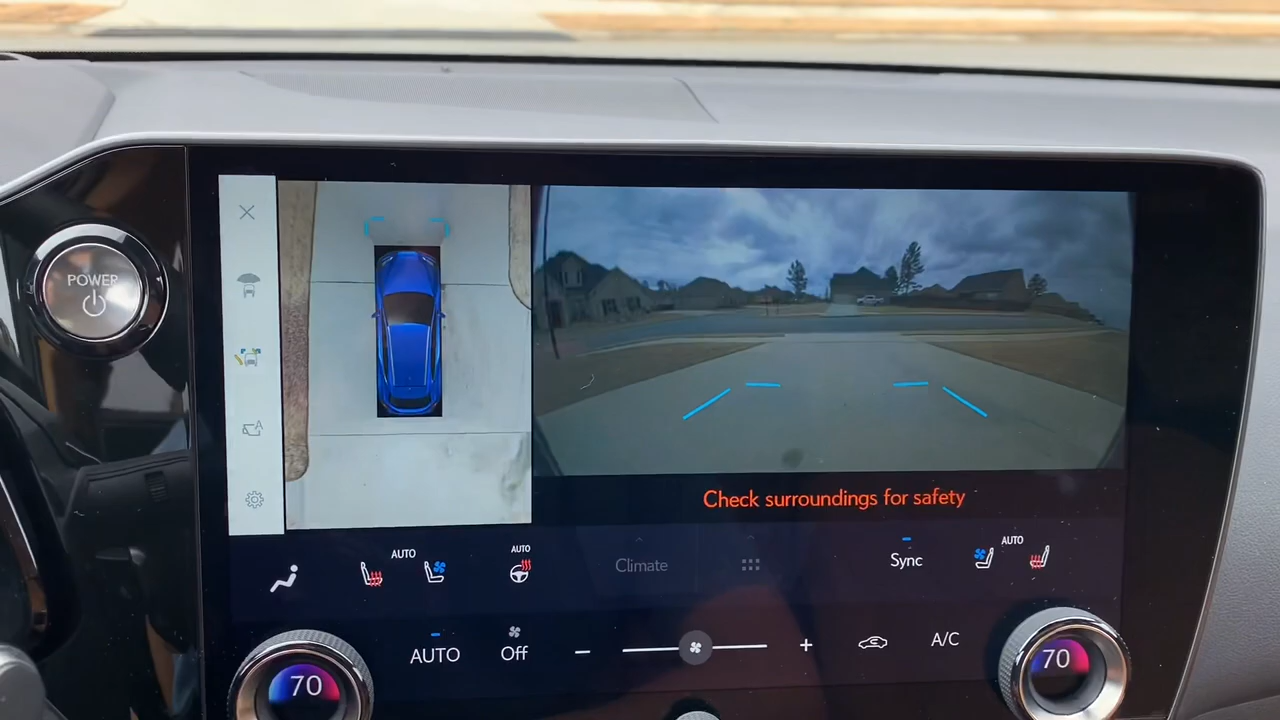 POWER
Check surroundings for safety
AUTO
AUTO
Climate
Sync
AUTO
AUTO
Off
A/C
70
70